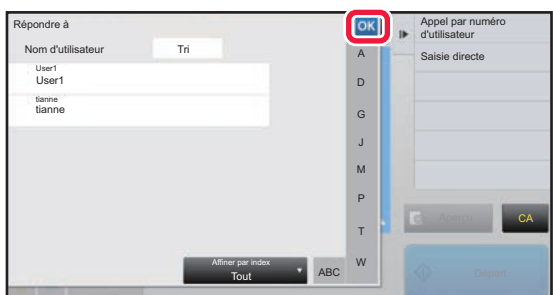 Répondre à
Nom d'utilisateur
Tri
User1
User1
tianne
tianne
Affiner par index
Tout
ABC
OK
A
D
G
J
M
P
T
W
Appel par numéro
d'utilisateur
Saisie directe
Aperçu
CA
Départ